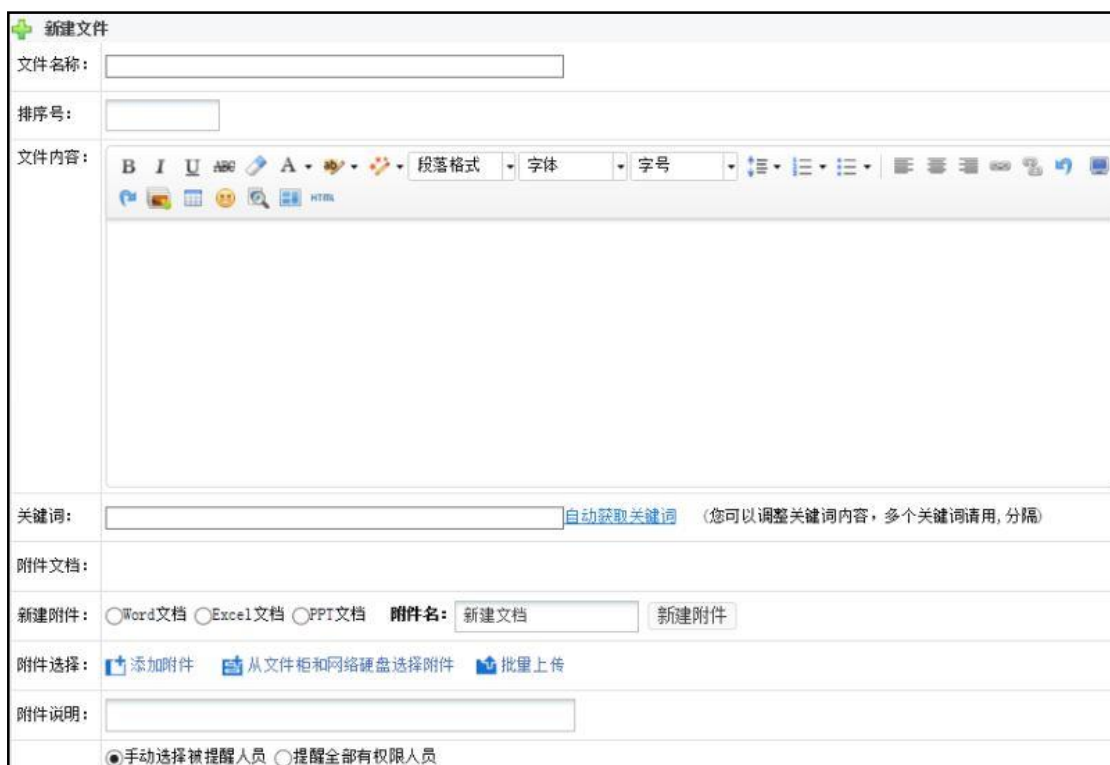 新建文件
文件名称：
排序号：
文件内容： B I U ABC A ab 段落格式 字体 字号
HTML
关键词： 自动获取关键词 (您可以调整关键词内容，多个关键词请用,分隔)
附件文档：
新建附件： Word文档 Excel文档 PPT文档 附件名： 新建文档 新建附件
附件选择： 添加附件 从文件柜和网络硬盘选择附件 批量上传
附件说明：
手动选择被提醒人员 提醒全部有权限人员